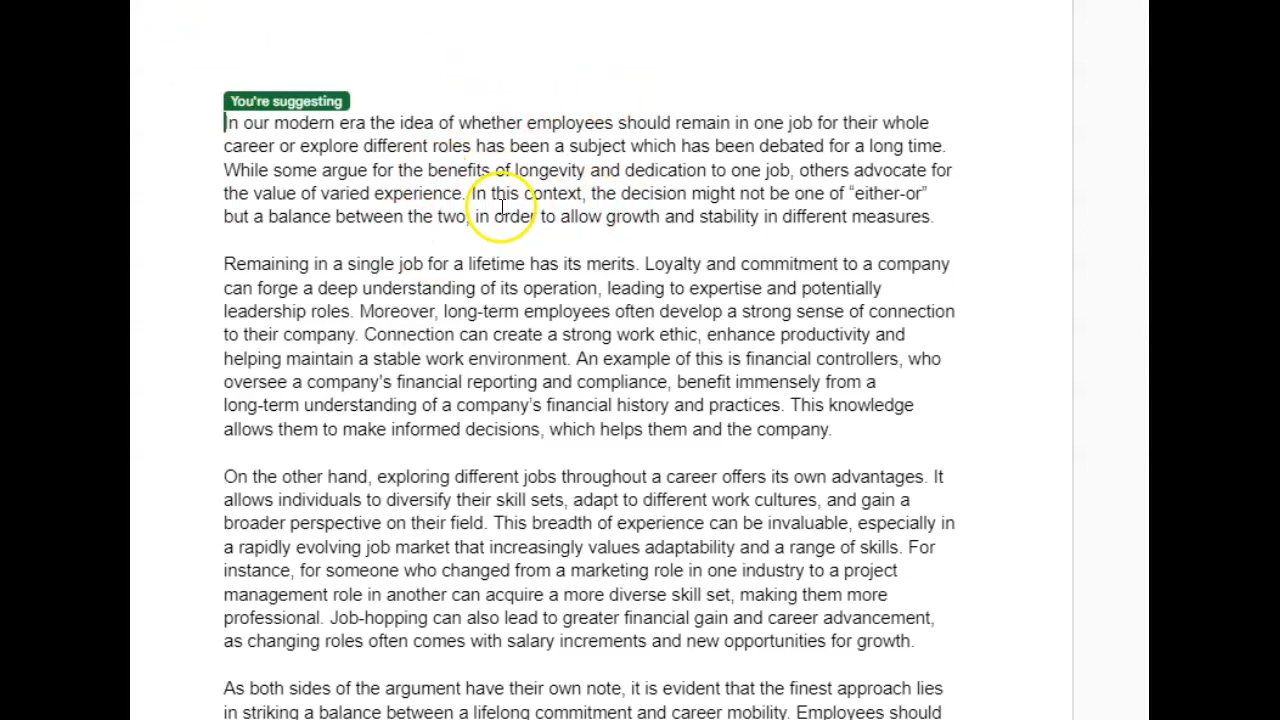 You're suggesting
In our modern era the idea of whether employees should remain in one job for their whole
career or explore different roles has been a subject which has been debated for a long time.
While some argue for the benefits of longevity and dedication to one job, others advocate for
the value of varied experience. In this context, the decision might not be one of “either-or”
but a balance between the two, in order to allow growth and stability in different measures.
Remaining in a single job for a lifetime has its merits. Loyalty and commitment to a company
can forge a deep understanding of its operation, leading to expertise and potentially
leadership roles. Moreover, long-term employees often develop a strong sense of connection
to their company. Connection can create a strong work ethic, enhance productivity and
helping maintain a stable work environment. An example of this is financial controllers, who
oversee a company's financial reporting and compliance, benefit immensely from a
long-term understanding of a company’s financial history and practices. This knowledge
allows them to make informed decisions, which helps them and the company.
On the other hand, exploring different jobs throughout a career offers its own advantages. It
allows individuals to diversify their skill sets, adapt to different work cultures, and gain a
broader perspective on their field. This breadth of experience can be invaluable, especially in
a rapidly evolving job market that increasingly values adaptability and a range of skills. For
instance, for someone who changed from a marketing role in one industry to a project
management role in another can acquire a more diverse skill set, making them more
professional. Job-hopping can also lead to greater financial gain and career advancement,
as changing roles often comes with salary increments and new opportunities for growth.
As both sides of the argument have their own note, it is evident that the finest approach lies
in striking a balance between a lifelong commitment and career mobility. Employees should